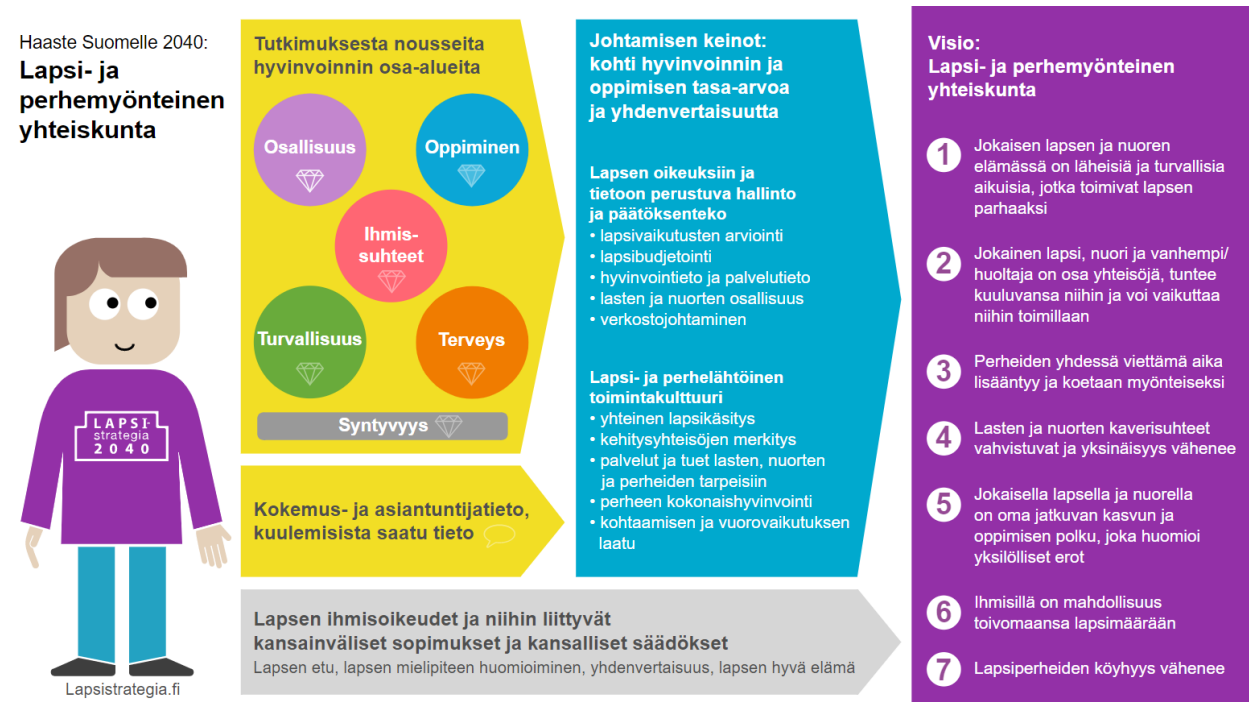 Haaste Suomelle 2040:
Lapsi- ja
perhemyönteinen
yhteiskunta
LAPSI-
strategia
2040
Lapsistrategia.fi
Tutkimuksesta nousseita
hyvinvoinnin osa-alueita
Osallisuus
Oppiminen
Ihmis-
suhteet
Turvallisuus
Terveys
Syntyvyys
Kokemus- ja asiantuntijatieto,
kuulemisista saatu tieto
Johtamisen keinot:
kohti hyvinvoinnin ja
oppimisen tasa-arvoa
ja yhdenvertaisuutta
Lapsen oikeuksiin ja
tietoon perustuva hallinto
ja päätöksenteko
• lapsivaikutusten arviointi
• lapsibudjetointi
• hyvinvointieto ja palvelutieto
• lasten ja nuorten osallisuus
• verkostojohtaminen
Lapsi- ja perhelähtöinen
toimintakulttuuri
• yhteinen lapsikäsitys
• kehitysyhteisöjen merkitys
• palvelut ja tuet lasten, nuorten
ja perheiden tarpeisiin
• perheen kokonaishyvinvointi
• kohtaamisen ja vuorovaikutuksen
laatu
Lapsen ihmisoikeudet ja niihin liittyvät
kansainväliset sopimukset ja kansalliset säädökset
Lapsen etu, lapsen mielipiteen huomioiminen, yhdenvertaisuus, lapsen hyvä elämä
Visio:
Lapsi- ja perhemyönteinen
yhteiskunta
1 Jokaisen lapsen ja nuoren
elämässä on läheisiä ja turvallisia
aikuisia, jotka toimivat lapsen
parhaaksi
2 Jokainen lapsi, nuori ja vanhempi/
huoltaja on osa yhteisöjä, tuntee
kuuluvansa niihin ja voi vaikuttaa
niihin toimillaan
3 Perheiden yhdessä viettämä aika
lisääntyy ja koetaan myönteiseksi
4 Lasten ja nuorten kaverisuhteet
vahvistuvat ja yksinäisyys vähenee
5 Jokaisella lapsella ja nuorella
on oma jatkuvan kasvun ja
oppimisen polku, joka huomioi
yksilölliset erot
6 Ihmisillä on mahdollisuus
toivomaansa lapsimäärään
7 Lapsiperheiden köyhyys vähenee